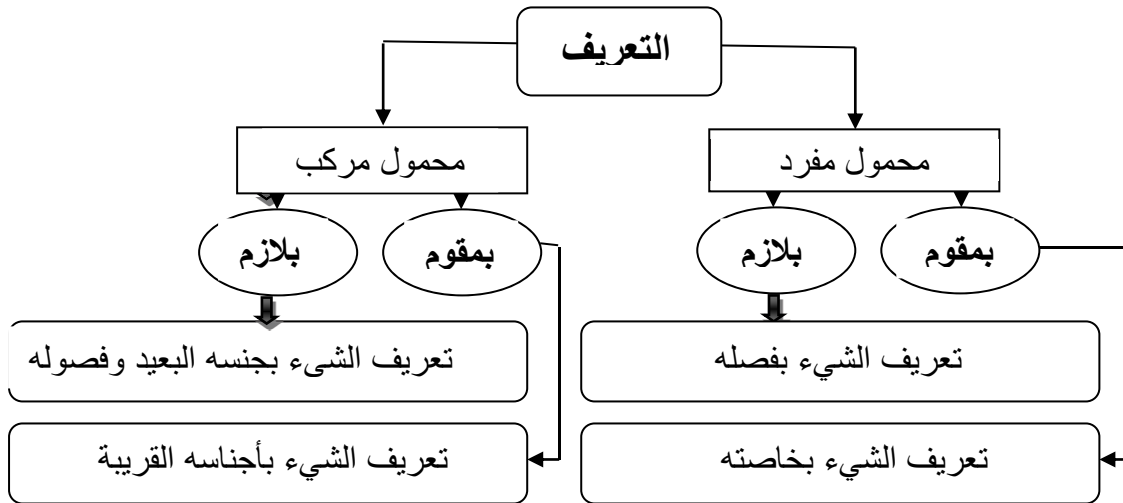 التعريف
محمول مفرد
محمول مركب
بمقوم
بلازم
بمقوم
بلازم
تعريف الشيء بفصله
تعريف الشىء بجنسه البعيد وفصوله
تعريف الشيء بخاصته
تعريف الشيء بأجناسه القريبة